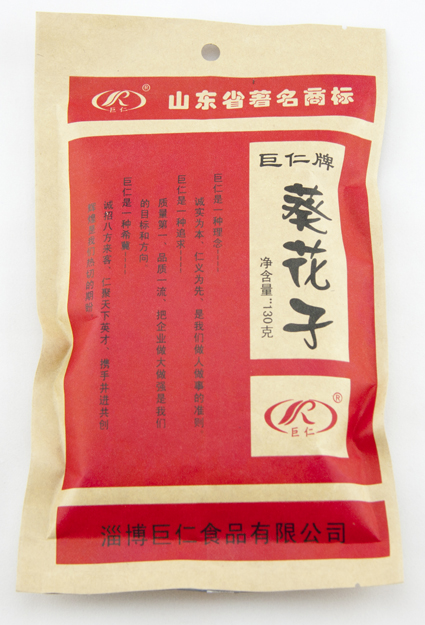 巨仁
®
山东省著名商标
巨仁牌
葵花子
净含量:130克
巨仁
®
巨仁是一种理念……
诚实为本，仁义为先，是我们做人做事的准则。
巨仁是一种追求……
质量第一、品质一流，把企业做大做强是我们
的目标和方向。
巨仁是一种希冀……
诚招八方来客，仁聚天下英才，携手并进共创
淄博巨仁食品有限公司